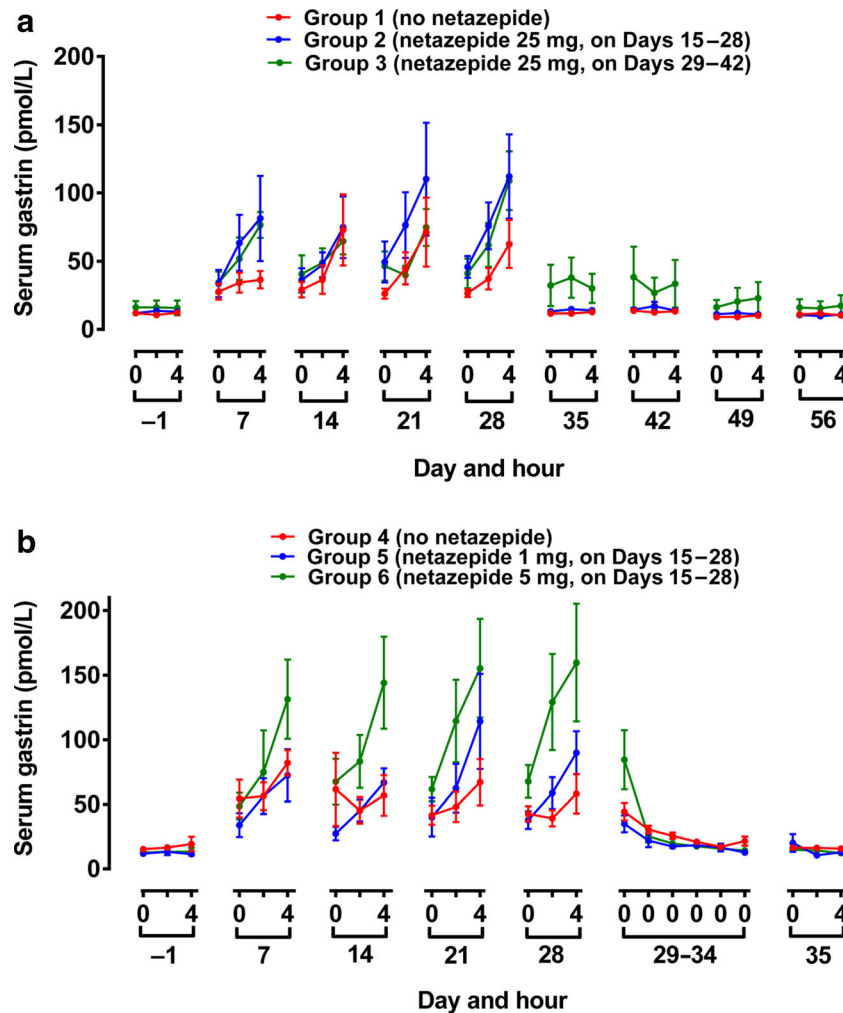 a
Group 1 (no netazepide)
Group 2 (netazepide 25 mg, on Days 15–28)
Group 3 (netazepide 25 mg, on Days 29–42)
Serum gastrin (pmol/L)
200
150
100
50
0
0 4 0 4 0 4 0 4 0 4 0 4 0 4 0 4 0 4
–1 7 14 21 28 35 42 49 56
Day and hour
b
Group 4 (no netazepide)
Group 5 (netazepide 1 mg, on Days 15–28)
Group 6 (netazepide 5 mg, on Days 15–28)
Serum gastrin (pmol/L)
200
150
100
50
0
0 4 0 4 0 4 0 4 0 4 0 0 0 0 0 0 0 4
–1 7 14 21 28 29–34 35
Day and hour